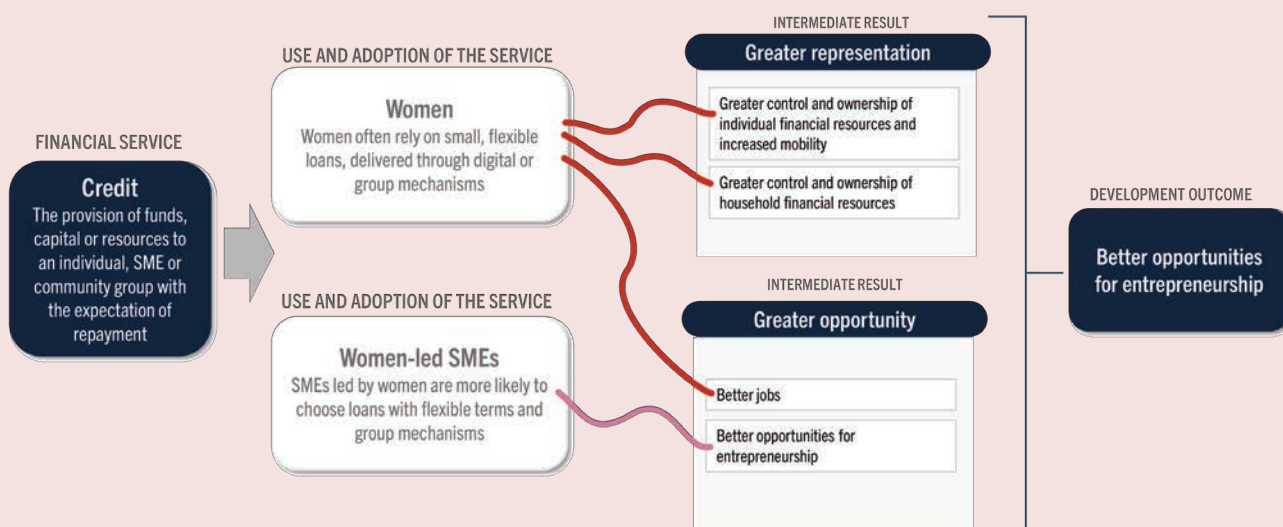 FINANCIAL SERVICE
Credit
The provision of funds,
capital or resources to
an individual, SME or
community group with
the expectation of
repayment
USE AND ADOPTION OF THE SERVICE
Women
Women often rely on small, flexible
loans, delivered through digital or
group mechanisms
USE AND ADOPTION OF THE SERVICE
Women-led SMEs
SMEs led by women are more likely to
choose loans with flexible terms and
group mechanisms
INTERMEDIATE RESULT
Greater representation
Greater control and ownership of
individual financial resources and
increased mobility
Greater control and ownership of
household financial resources
INTERMEDIATE RESULT
Greater opportunity
Better jobs
Better opportunities for
entrepreneurship
DEVELOPMENT OUTCOME
Better opportunities
for entrepreneurship